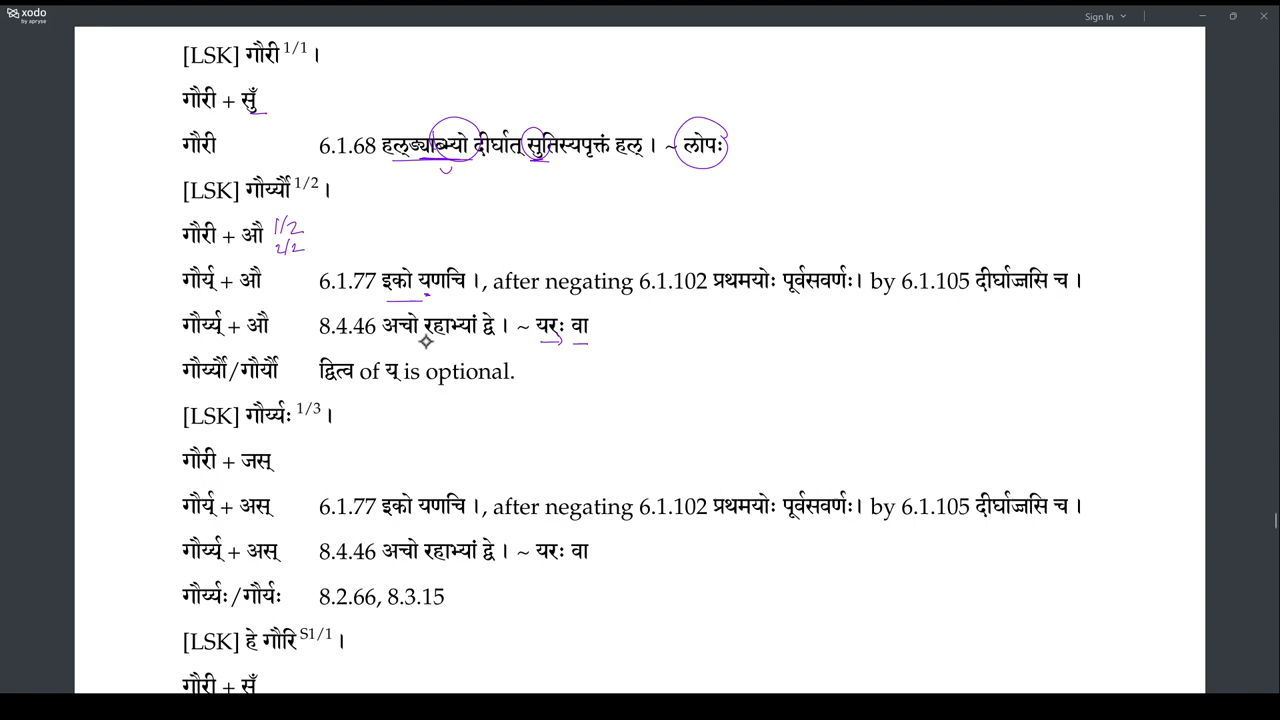 xodo
by apryse
Sign In
[LSK] गौरी 1/1 ।
गौरी + सुँ
गौरी 6.1.68 हल्ङ्याब्भ्यो दीर्घात् सुतिस्यपृक्तं हल् । ~ लोपः
[LSK] गौर्य्यौ 1/2 ।
गौरी + औ 1/2
2/2
गौर्य् + औ 6.1.77 इको यणचि ।, after negating 6.1.102 प्रथमयोः पूर्वसवर्णः। by 6.1.105 दीर्घाज्जसि च ।
गौर्य्य् + औ 8.4.46 अचो रहाभ्यां द्वे । ~ यरः वा
गौर्य्यौ/गौर्यौ द्वित्व of य् is optional.
[LSK] गौर्य्यः 1/3 ।
गौरी + जस्
गौर्य् + अस् 6.1.77 इको यणचि ।, after negating 6.1.102 प्रथमयोः पूर्वसवर्णः। by 6.1.105 दीर्घाज्जसि च ।
गौर्य्य् + अस् 8.4.46 अचो रहाभ्यां द्वे । ~ यरः वा
गौर्य्यः/गौर्यः 8.2.66, 8.3.15
[LSK] हे गौरि S1/1 ।
गौरी + सुँ